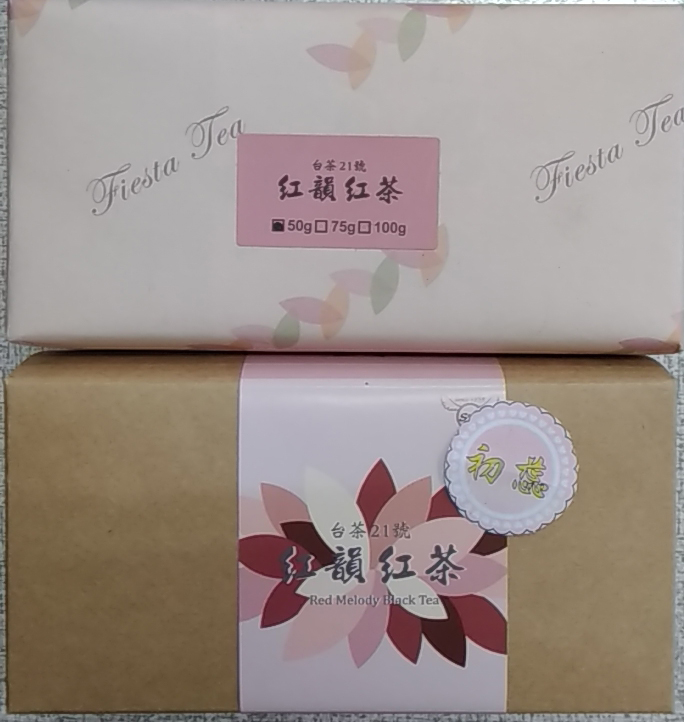 Fiesta Tea
Fiesta Tea
台茶21號
紅韻紅茶
50g 75g 100g
初蕊
台茶21號
紅韻紅茶
Red Melody Black Tea